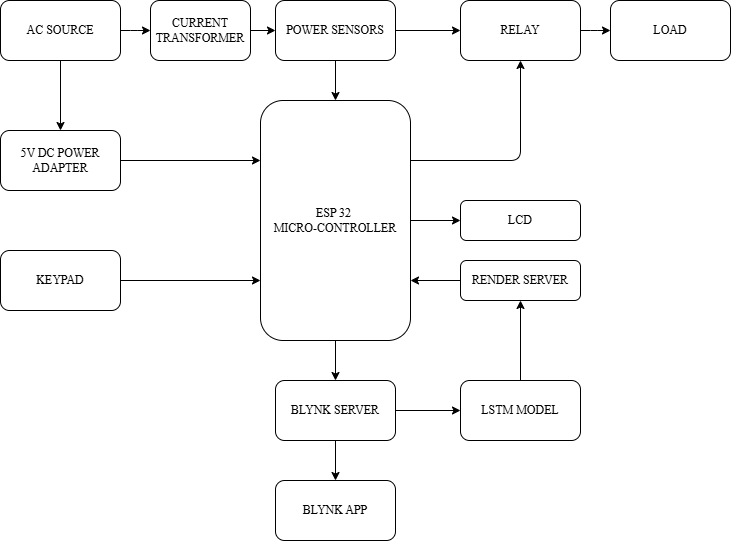 AC SOURCE
CURRENT
TRANSFORMER
POWER SENSORS
RELAY
LOAD
5V DC POWER
ADAPTER
ESP 32
MICRO-CONTROLLER
LCD
KEYPAD
RENDER SERVER
BLYNK SERVER
LSTM MODEL
BLYNK APP